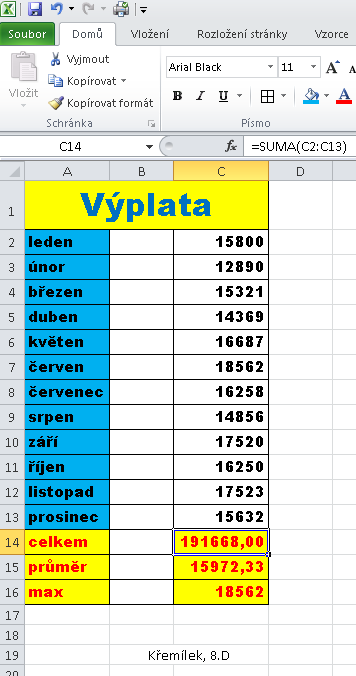 Soubor Domů Vložení Rozložení stránky Vzorce
Vložit
Vyjmout
Kopírovat
Kopírovat formát
Schránka
Arial Black 11 A A
B I U A
Písmo
C14 fx =SUMA(C2:C13)
A B C D
1 Výplata
2 leden 15800
3 únor 12890
4 březen 15321
5 duben 14369
6 květen 16687
7 červen 18562
8 červenec 16258
9 srpen 14856
10 září 17520
11 říjen 16250
12 listopad 17523
13 prosinec 15632
14 celkem 191668,00
15 průměr 15972,33
16 max 18562
17
18
19 Křemílek, 8.D
20